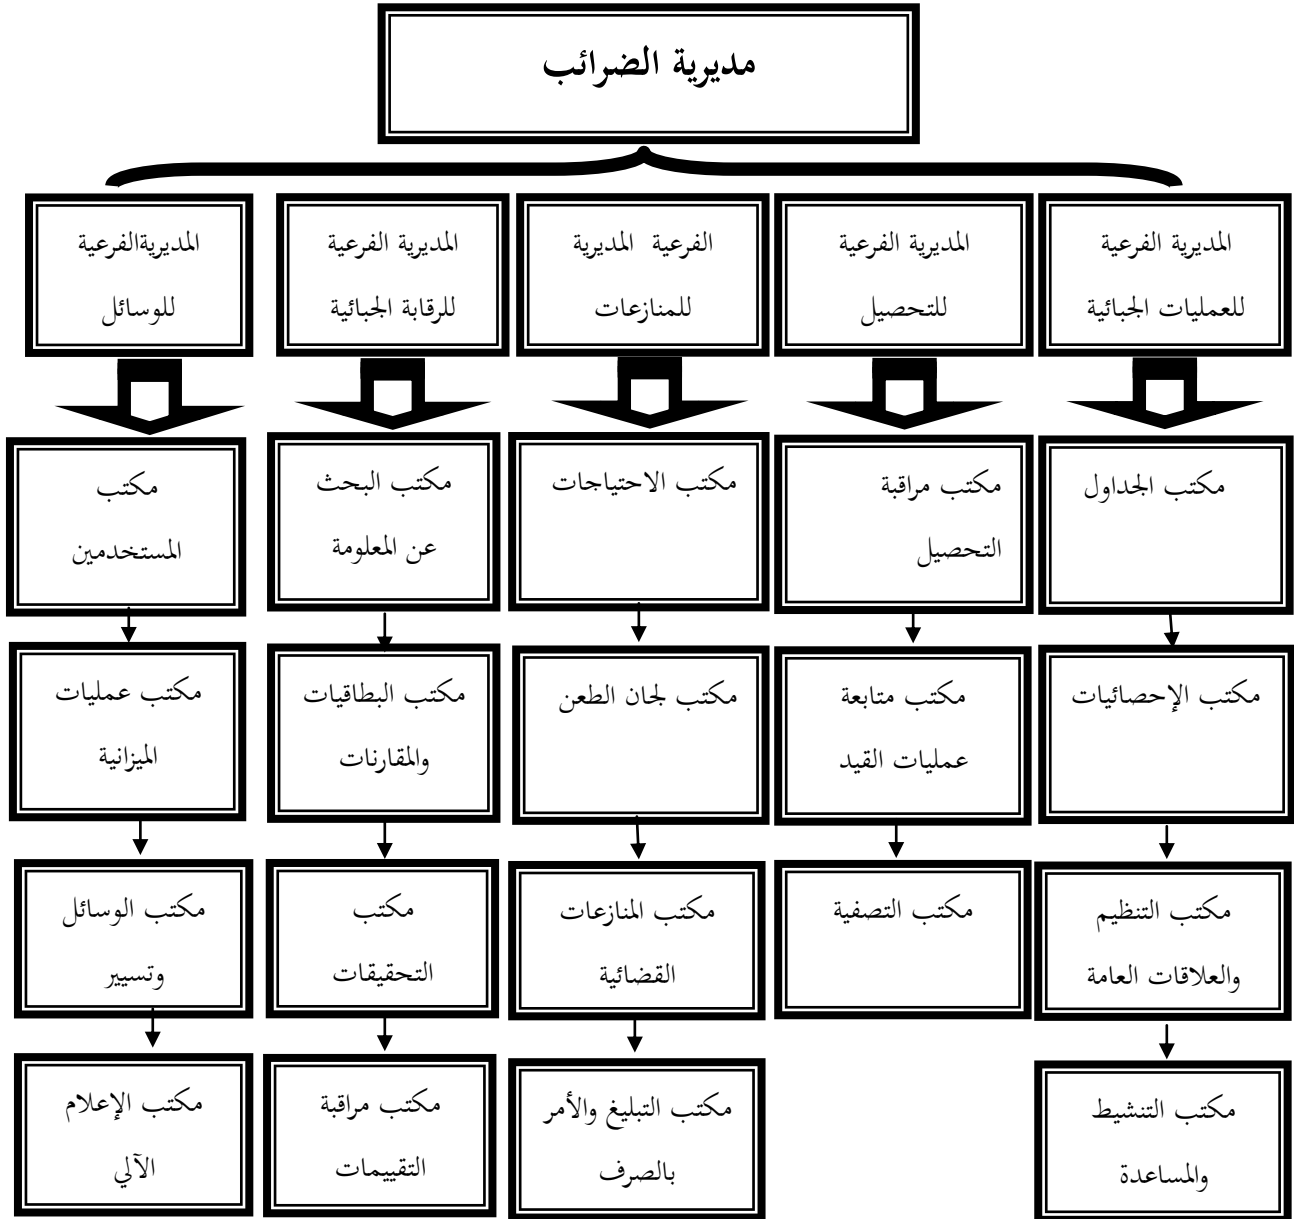 مديرية الضرائب
المديرية الفرعية
للعمليات الجبائية
المديرية الفرعية
للتحصيل
الفرعية المديرية
للمنازعات
المديرية الفرعية
للرقابة الجبائية
المديريةالفرعية
للوسائل
مكتب الجداول
مكتب مراقبة
التحصيل
مكتب الاحتياجات
مكتب البحث
عن المعلومة
مكتب
المستخدمين
مكتب الإحصائيات
مكتب متابعة
عمليات القيد
مكتب لجان الطعن
مكتب البطاقيات
والمقارنات
مكتب عمليات
الميزانية
مكتب التنظيم
والعلاقات العامة
مكتب التصفية
مكتب المنازعات
القضائية
مكتب
التحقيقات
مكتب الوسائل
وتسيير
مكتب التنشيط
والمساعدة
مكتب التبليغ والأمر
بالصرف
مكتب مراقبة
التقييمات
مكتب الإعلام
الآلي